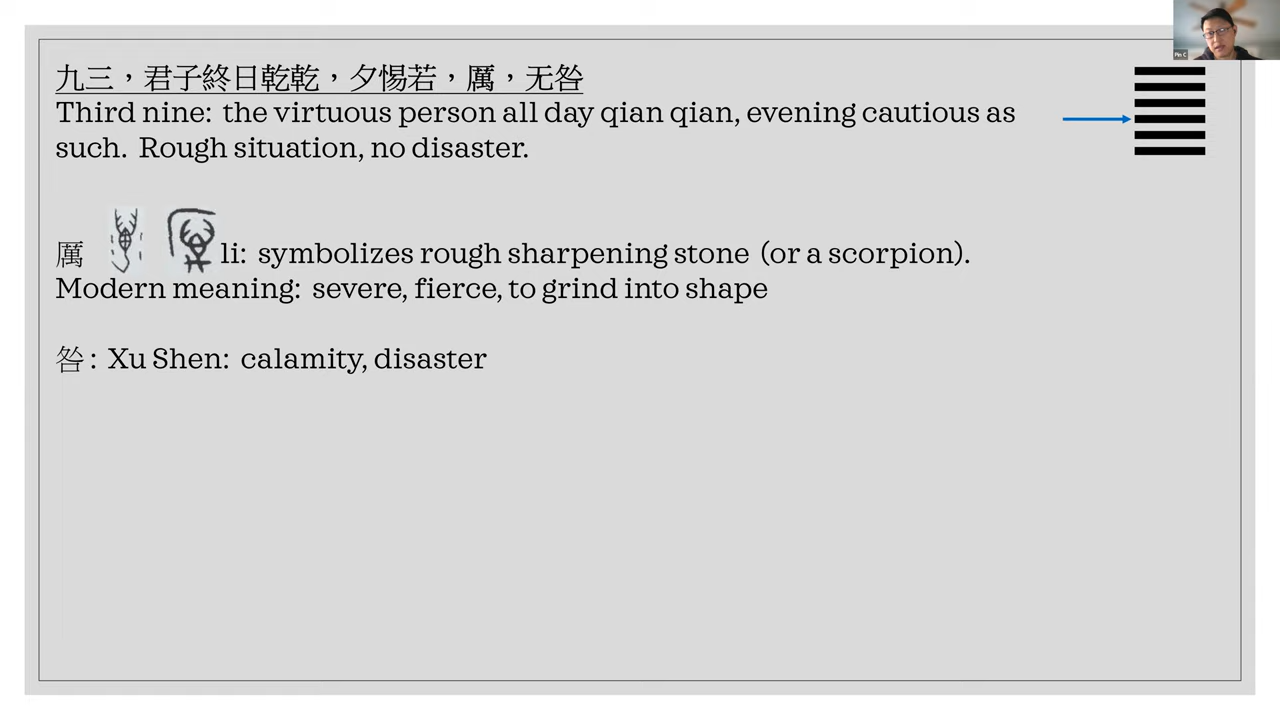 九三，君子終日乾乾，夕惕若，厲，无咎
Third nine: the virtuous person all day qian qian, evening cautious as
such. Rough situation, no disaster.
厲 li: symbolizes rough sharpening stone (or a scorpion).
Modern meaning: severe, fierce, to grind into shape
咎: Xu Shen: calamity, disaster
Pin C